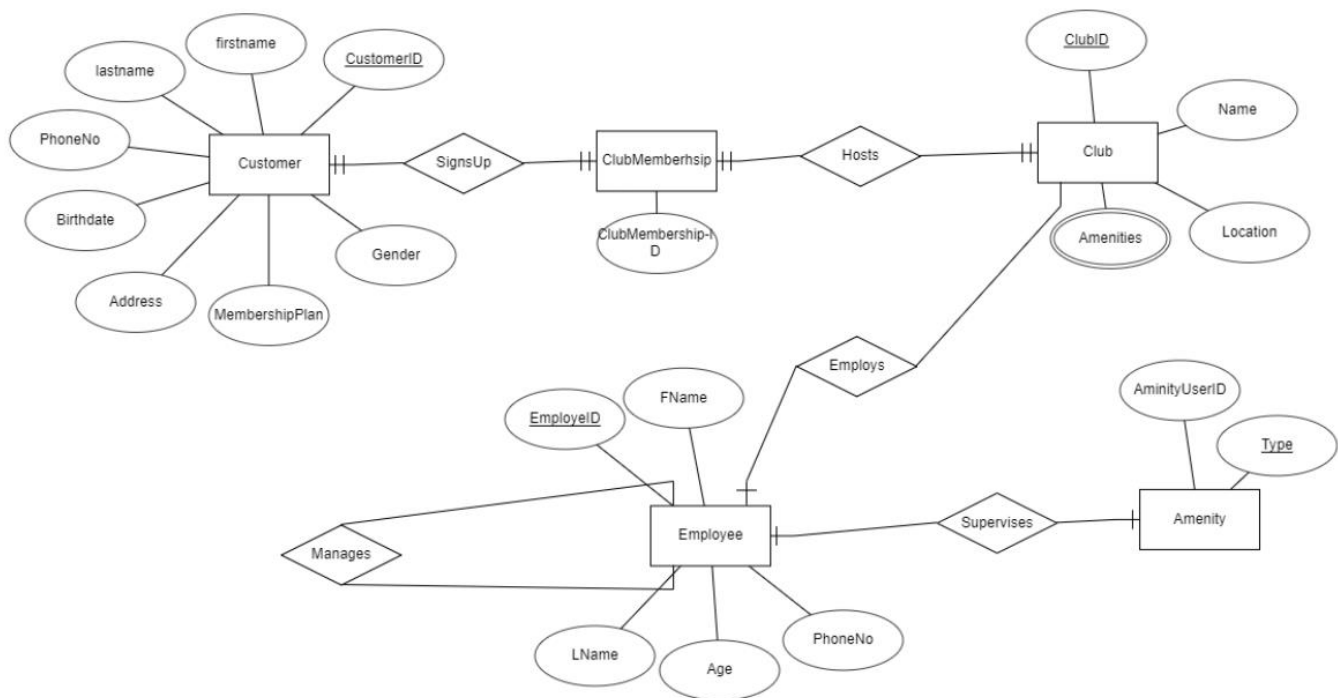 firstname
CustomerID
lastname
PhoneNo
Customer
Birthdate
Address
MembershipPlan
Gender
SignsUp
ClubMemberhsip
ClubMembership-I
D
Hosts
ClubID
Name
Club
Amenities
Location
Employs
FName
EmployeID
Manages
Employee
LName
Age
PhoneNo
Supervises
AminityUserID
Type
Amenity